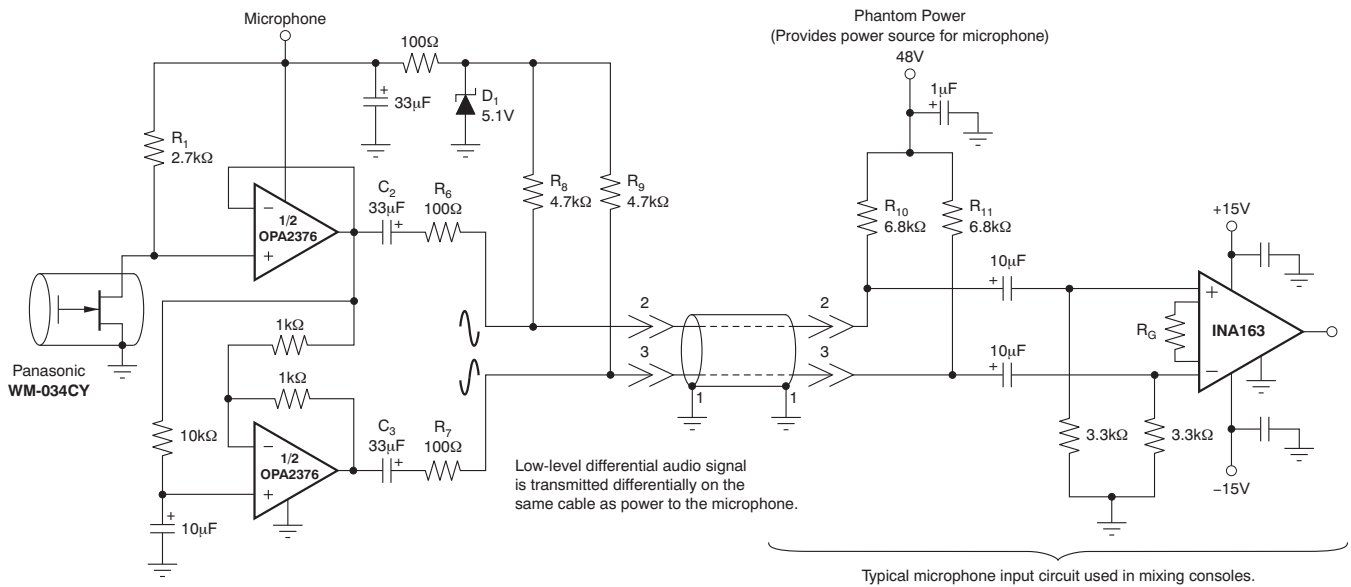 Microphone
Phantom Power
(Provides power source for microphone)
48V
100Ω
+
33μF
D1
5.1V
+
1μF
R1
2.7kΩ
−
1/2
OPA2376
+
C2
33μF
+
R6
100Ω
R8
4.7kΩ
R9
4.7kΩ
R10
6.8kΩ
R11
6.8kΩ
+15V
10μF
+
2
2
+
RG
INA163
−
1kΩ
Panasonic
WM-034CY
3
3
10μF
+
1
1
1kΩ
10kΩ
−
1/2
OPA2376
+
C3
33μF
+
R7
100Ω
3.3kΩ
3.3kΩ
−15V
+
10μF
Low-level differential audio signal
is transmitted differentially on the
same cable as power to the microphone.
Typical microphone input circuit used in mixing consoles.